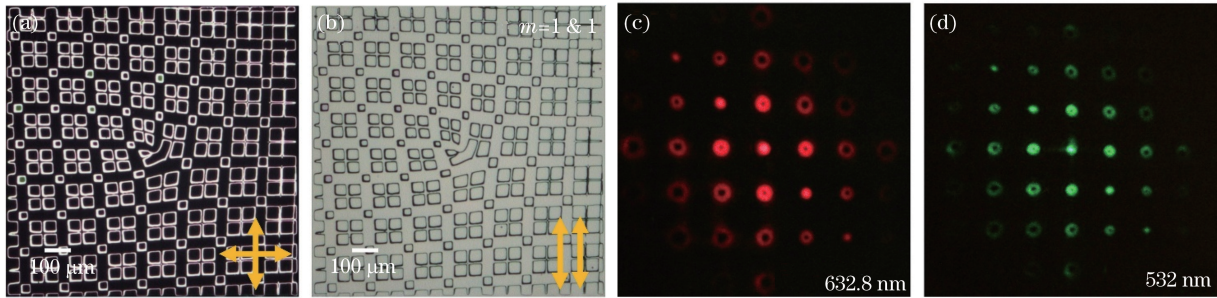 (a)
100 μm
(b)
m=1 & 1
100 μm
(c)
632.8 nm
(d)
532 nm